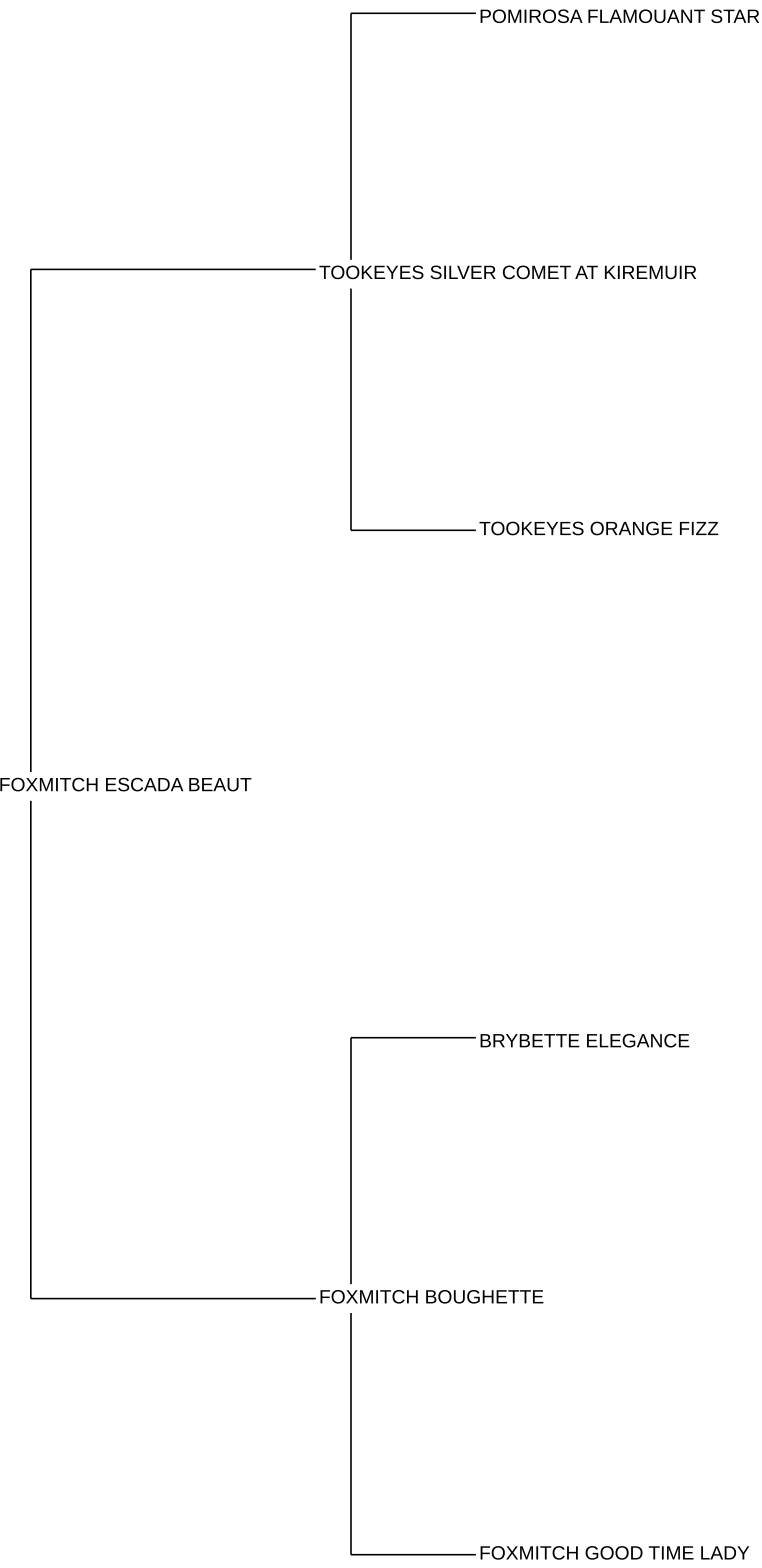 POMIROSA FLAMOUANT STAR
TOOKEYES SILVER COMET AT KIREMUIR
TOOKEYES ORANGE FIZZ
FOXMITCH ESCADA BEAUT
BRYBETTE ELEGANCE
FOXMITCH BOUGHETTE
FOXMITCH GOOD TIME LADY